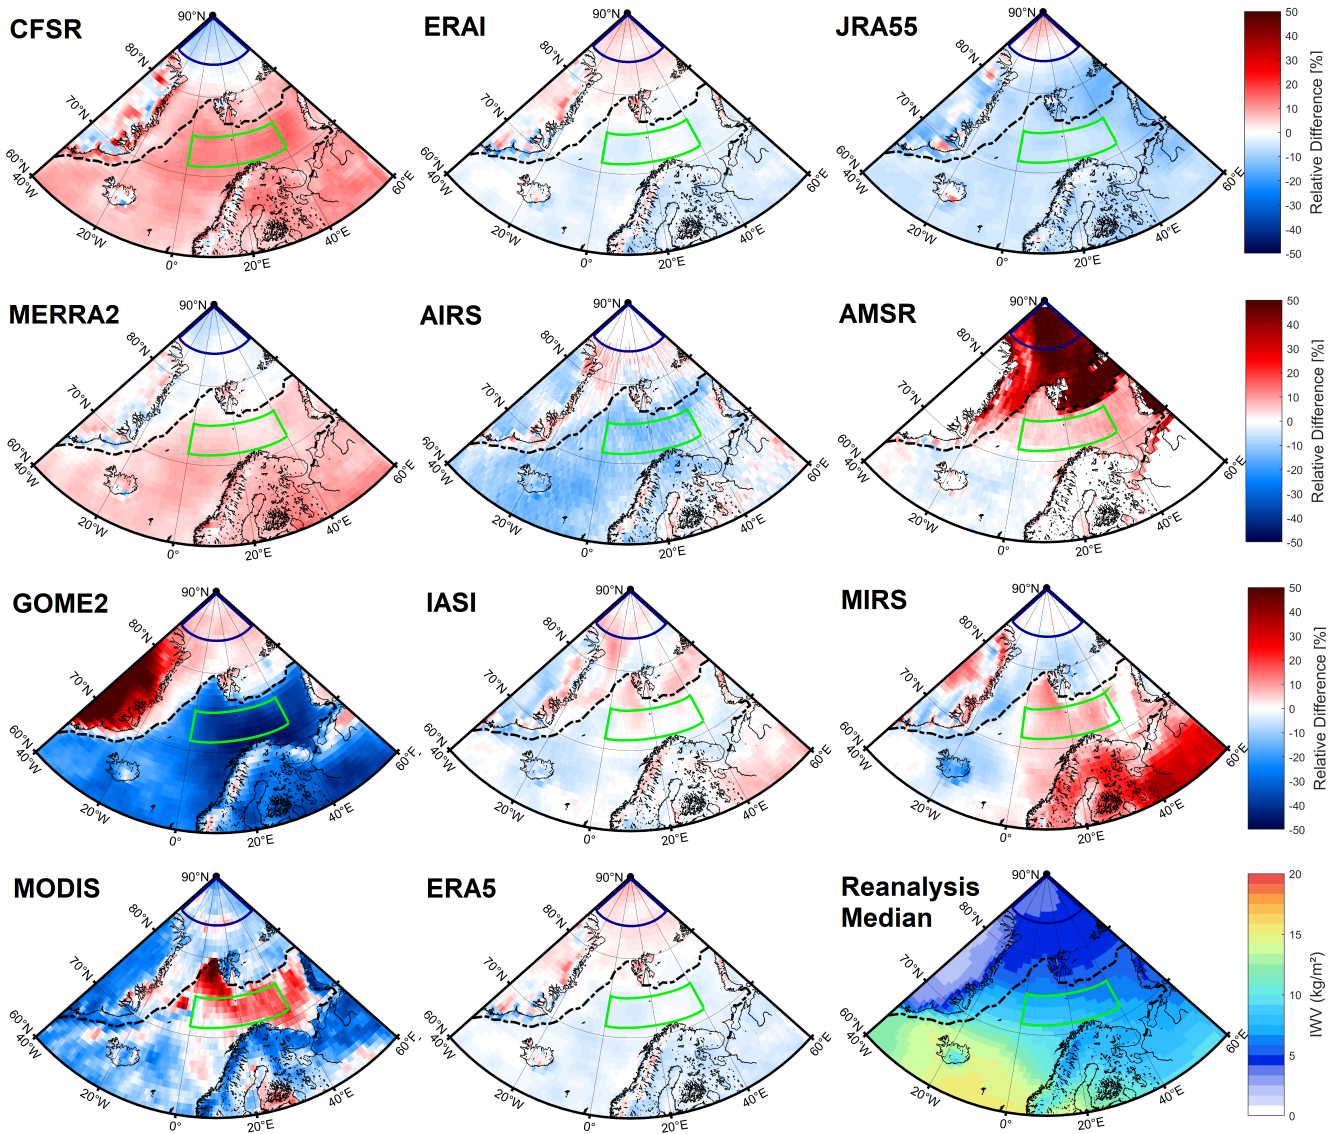 CFSR
90°N
80°N
70°N
60°N
40°W
20°W
0°
20°E
40°E
60°E
ERAI
90°N
80°N
70°N
60°N
40°W
20°W
0°
20°E
40°E
60°E
JRA55
90°N
80°N
70°N
60°N
40°W
20°W
0°
20°E
40°E
60°E
50
40
30
20
10
0
-10
-20
-30
-40
-50
Relative Difference [%]
MERRA2
90°N
80°N
70°N
60°N
40°W
20°W
0°
20°E
40°E
60°E
AIRS
90°N
80°N
70°N
60°N
40°W
20°W
0°
20°E
40°E
60°E
AMSR
90°N
80°N
70°N
60°N
40°W
20°W
0°
20°E
40°E
60°E
50
40
30
20
10
0
-10
-20
-30
-40
-50
Relative Difference [%]
GOME2
90°N
80°N
70°N
60°N
40°W
20°W
0°
20°E
40°E
60°E
IASI
90°N
80°N
70°N
60°N
40°W
20°W
0°
20°E
40°E
60°E
MIRS
90°N
80°N
70°N
60°N
40°W
20°W
0°
20°E
40°E
60°E
50
40
30
20
10
0
-10
-20
-30
-40
-50
Relative Difference [%]
MODIS
90°N
80°N
70°N
60°N
40°W
20°W
0°
20°E
40°E
60°E
ERA5
90°N
80°N
70°N
60°N
40°W
20°W
0°
20°E
40°E
60°E
Reanalysis
Median
90°N
80°N
70°N
60°N
40°W
20°W
0°
20°E
40°E
60°E
20
15
10
5
0
IWV (kg/m²)